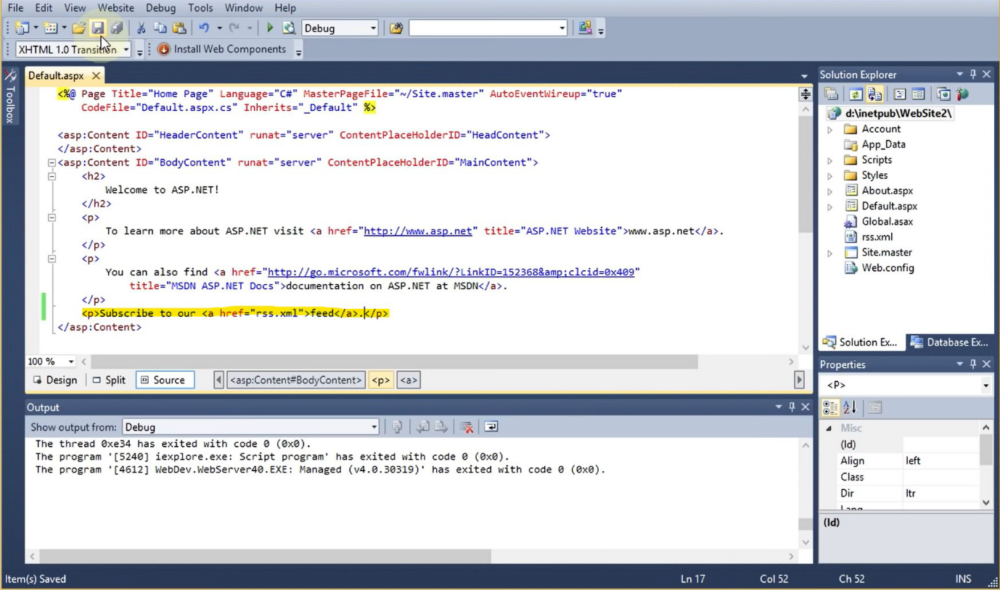 File Edit View Website Debug Tools Window Help
Debug
XHTML 1.0 Transition Install Web Components
Toolbox
Default.aspx
<%@ Page Title="Home Page" Language="C#" MasterPageFile="~/Site.master" AutoEventWireup="true"
CodeFile="Default.aspx.cs" Inherits="_Default" %>
<asp:Content ID="HeaderContent" runat="server" ContentPlaceHolderID="HeadContent">
</asp:Content>
<asp:Content ID="BodyContent" runat="server" ContentPlaceHolderID="MainContent">
<h2>
Welcome to ASP.NET!
</h2>
<p>
To learn more about ASP.NET visit <a href="http://www.asp.net" title="ASP.NET Website">www.asp.net</a>.
</p>
<p>
You can also find <a href="http://go.microsoft.com/fwlink/?LinkID=152368&amp;clcid=0x409"
title="MSDN ASP.NET Docs">documentation on ASP.NET at MSDN</a>.
</p>
<p>Subscribe to our <a href="rss.xml">feed</a>.</p>
</asp:Content>
100 %
Design Split Source <asp:Content#BodyContent> <p> <a>
Solution Explorer
d:\inetpub\WebSite2\
Account
App_Data
Scripts
Styles
About.aspx
Default.aspx
Global.asax
rss.xml
Site.master
Web.config
Solution Ex... Database Ex...
Properties
<P>
Misc
(Id)
Align left
Class
Dir ltr
Lang
(Id)
Output
Show output from: Debug
The thread 0xe34 has exited with code 0 (0x0).
The program '[5240] iexplore.exe: Script program' has exited with code 0 (0x0).
The program '[4612] WebDev.WebServer40.EXE: Managed (v4.0.30319)' has exited with code 0 (0x0).
Item(s) Saved Ln 17 Col 52 Ch 52 INS